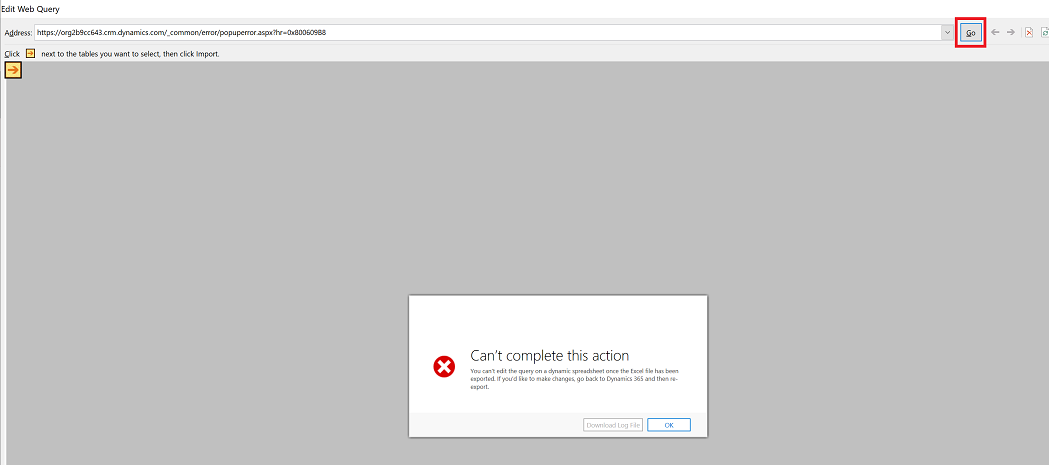 Edit Web Query
Address: https://org2b9cc643.crm.dynamics.com/_common/error/popuperror.aspx?hr=0x800609B8 Go
Click next to the tables you want to select, then click Import.
Can't complete this action
You can't edit the query on a dynamic spreadsheet once the Excel file has been
exported. If you'd like to make changes, go back to Dynamics 365 and then re-
export.
Download Log File OK